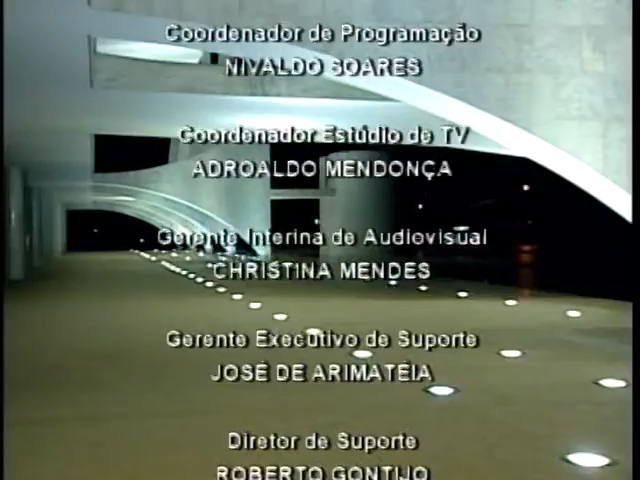 Coordenador de Programação
NIVALDO SOARES
Coordenador Estúdio de TV
ADROALDO MENDONÇA
Gerente Interina de Audiovisual
CHRISTINA MENDES
Gerente Executivo de Suporte
JOSÉ DE ARIMATÉIA
Diretor de Suporte
ROBERTO GONTIJO